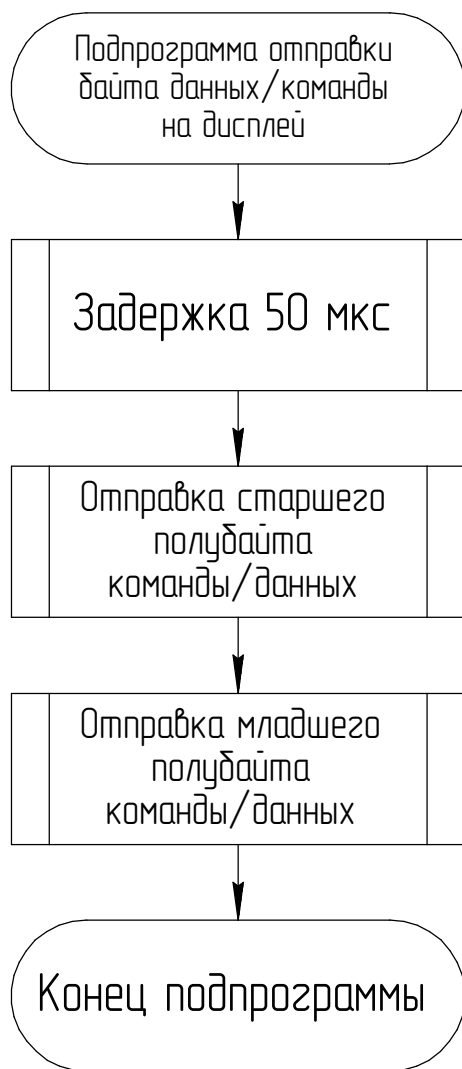 Подпрограмма отправки
байта данных/команды
на дисплей
Задержка 50 мкс
Отправка старшего
полубайта
команды/данных
Отправка младшего
полубайта
команды/данных
Конец подпрограммы